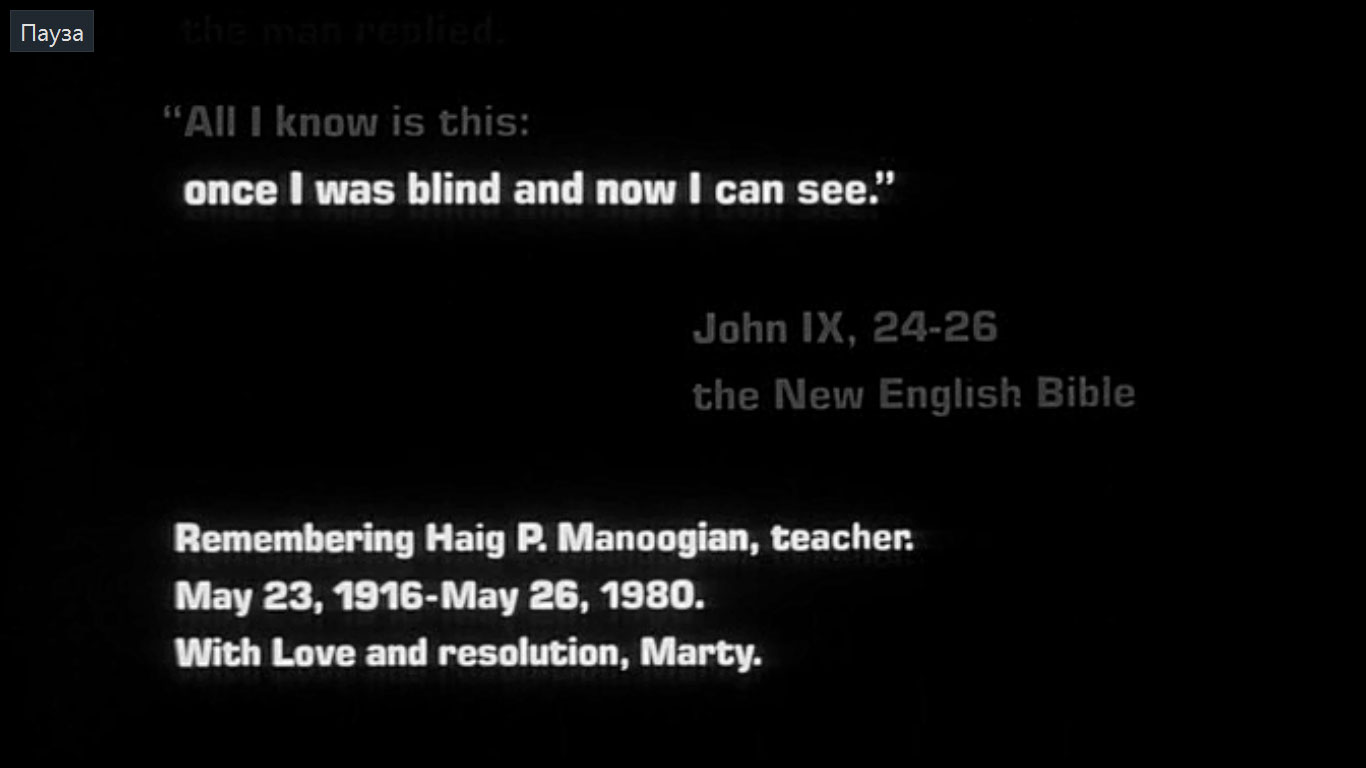 Пауза
the man replied.
“All I know is this:
once I was blind and now I can see.”
John IX, 24-26
the New English Bible
Remembering Haig P. Manoogian, teacher.
May 23, 1916-May 26, 1980.
With Love and resolution, Marty.